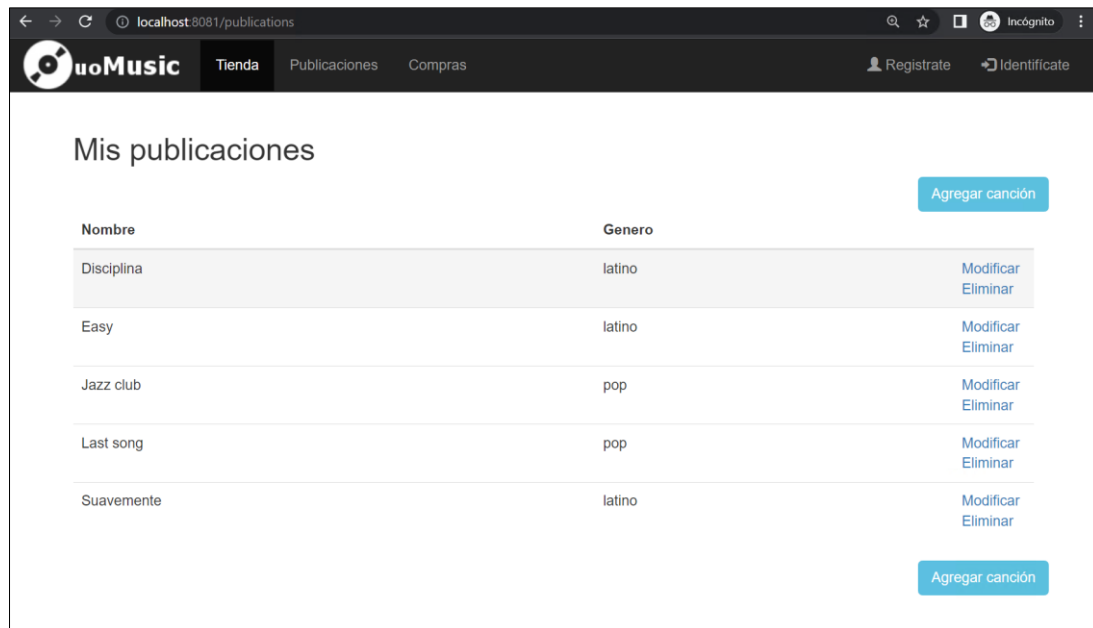 localhost:8081/publications
Incógnito
uoMusic Tienda Publicaciones Compras Registrate Identifícate
Mis publicaciones
Agregar canción
Nombre Genero
Disciplina latino Modificar
Eliminar
Easy latino Modificar
Eliminar
Jazz club pop Modificar
Eliminar
Last song pop Modificar
Eliminar
Suavemente latino Modificar
Eliminar
Agregar canción